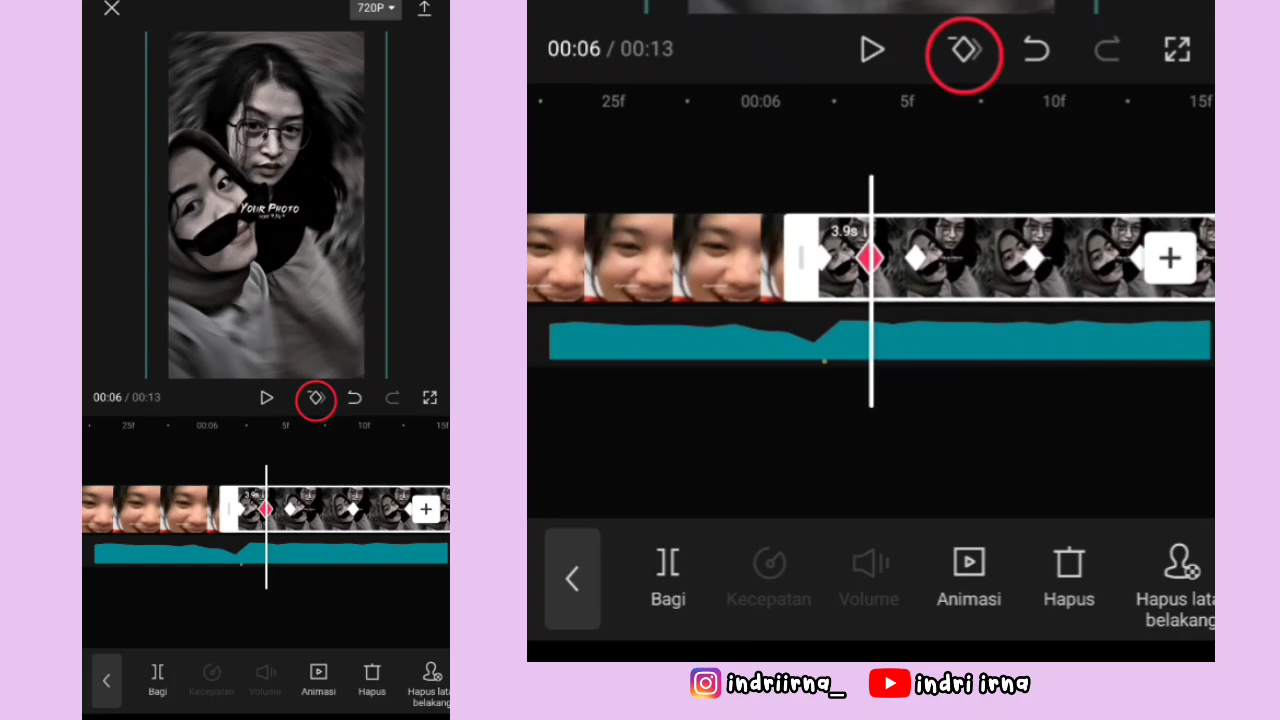 720P
YOUR PHOTO
00:06 / 00:13
25f 00:06 5f 10f 15f
3.9s
Bagi Kecepatan Volume Animasi Hapus Hapus lata
belakang
00:06 / 00:13
25f 00:06 5f 10f 15f
3.9s
Bagi Kecepatan Volume Animasi Hapus Hapus lata
belakang
indriirna_ indri irna